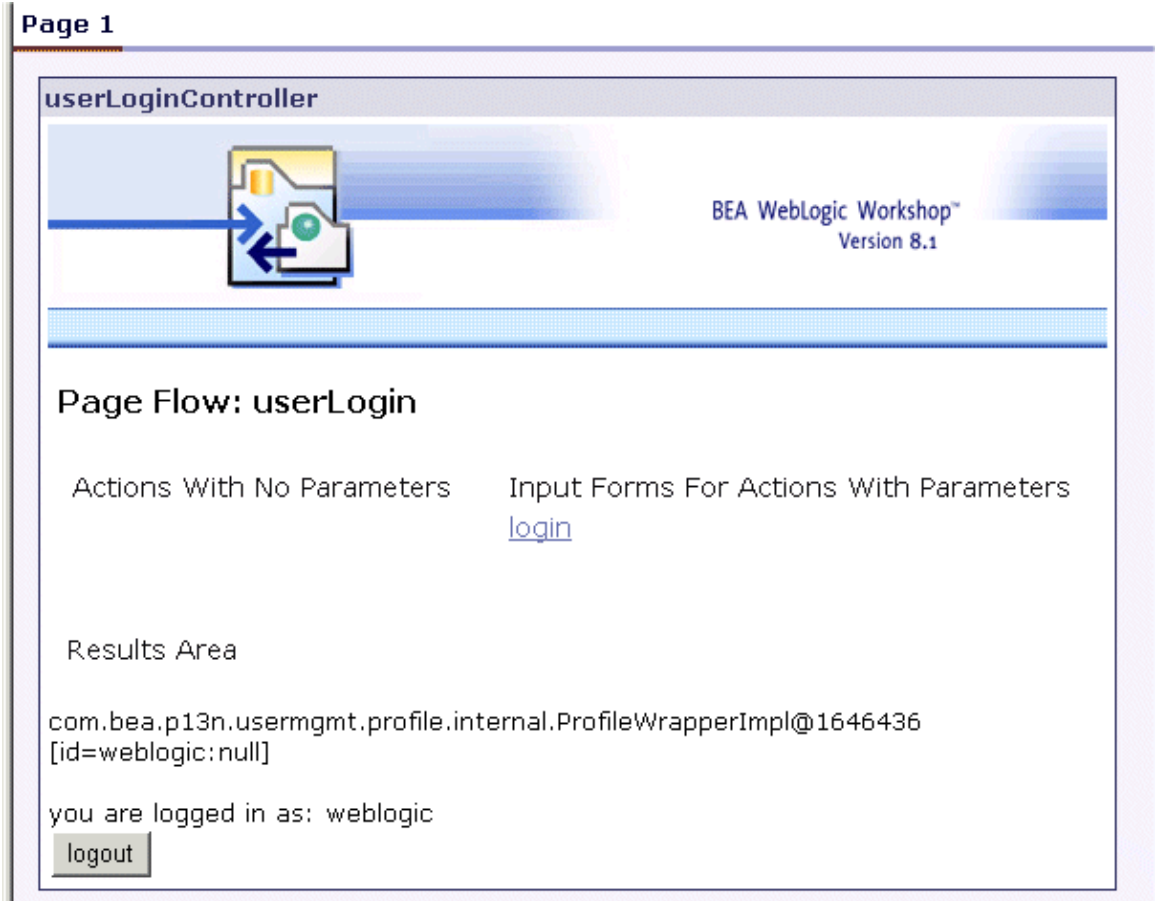 Page 1
userLoginController
BEA WebLogic Workshop™
Version 8.1
Page Flow: userLogin
Actions With No Parameters
Input Forms For Actions With Parameters
login
Results Area
com.bea.p13n.usermgmt.profile.internal.ProfileWrapperImpl@1646436
[id=weblogic:null]
you are logged in as: weblogic
logout